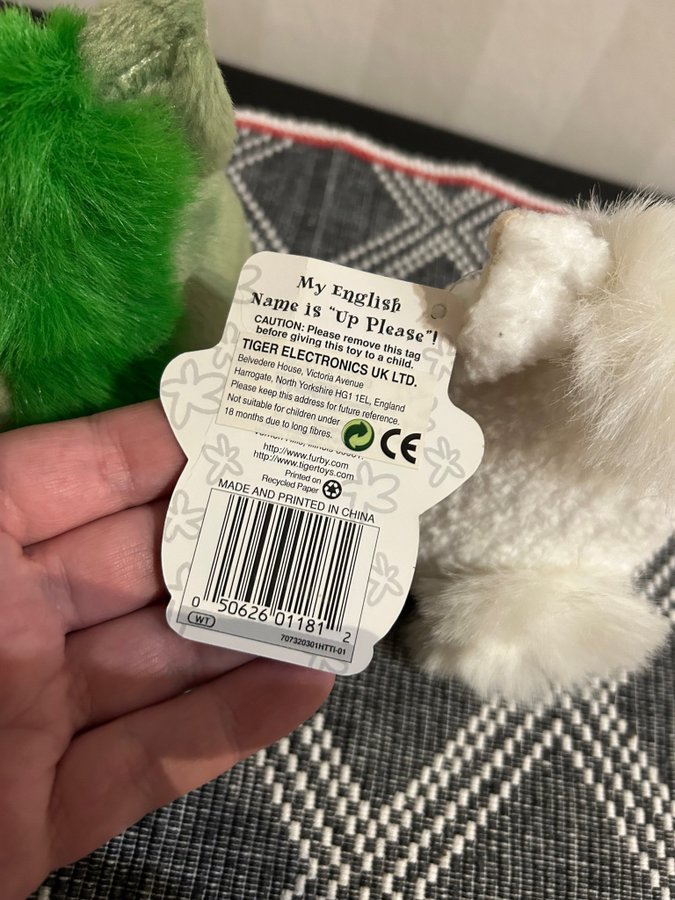 My English
Name is "Up Please"!
CAUTION: Please remove this tag
before giving this toy to a child.
TIGER ELECTRONICS UK LTD.
Belvedere House, Victoria Avenue
Harrogate, North Yorkshire HG1 1EL, England
Please keep this address for future reference.
Not suitable for children under
18 months due to long fibres.
CE
http://www.furby.com
http://www.tigertoys.com
Printed on
Recycled Paper
MADE AND PRINTED IN CHINA
0 50626 01181 2
WT
707320301HTTI-01